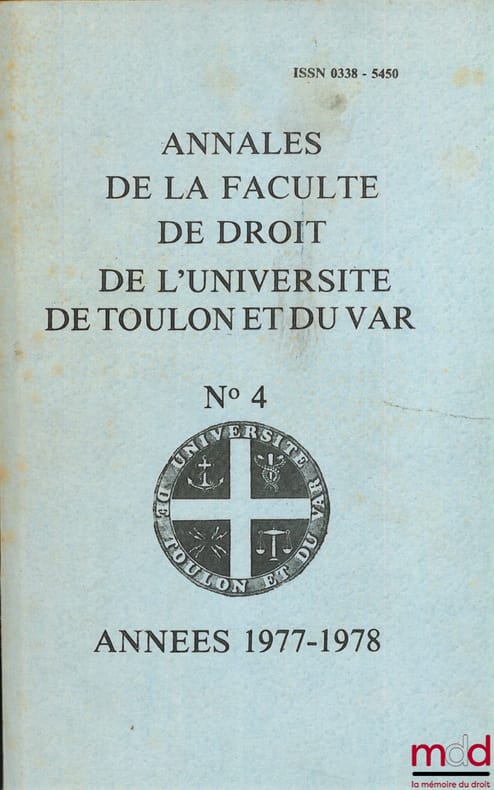 ISSN 0338 - 5450
ANNALES
DE LA FACULTE
DE DROIT
DE L'UNIVERSITE
DE TOULON ET DU VAR
Nº 4
UNIVERSITE
DE TOULON ET DU VAR
ANNEES 1977-1978
mdd
la mémoire du droit